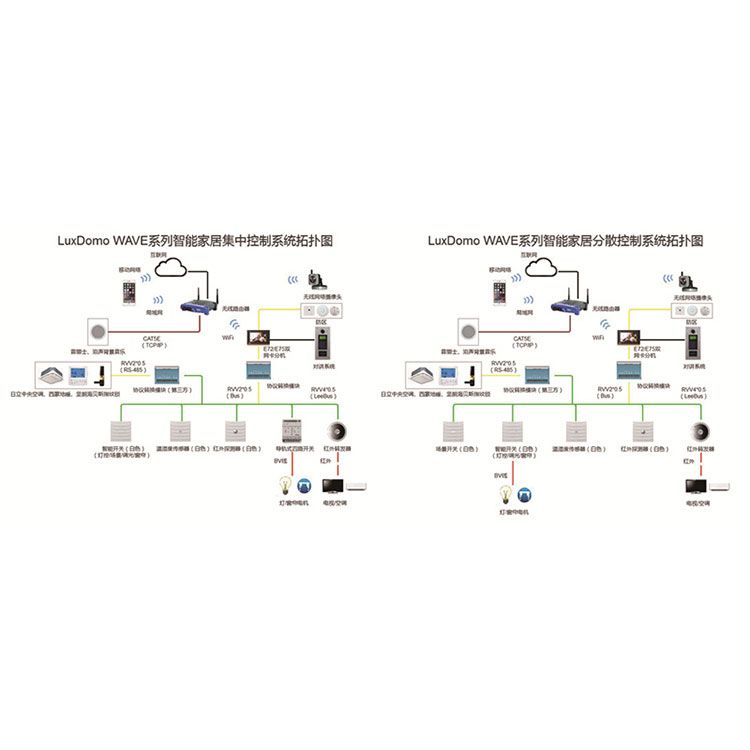 LuxDomo WAVE系列智能家居集中控制系统拓扑图
互联网
移动网络
局域网
无线路由器
无线网络摄像头
防区
WiFi
CAT5E
(TCP/IP)
E72/E75双
网卡分机
对讲系统
音塑士、泊声背景音乐
RVV2*0.5
(RS-485)
日立中央空调、西蒙地暖、坚朗海贝斯指纹锁
协议转换模块（第三方）
RVV2*0.5
(Bus)
协议转换模块
RVV4*0.5
(LeeBus)
智能开关（白色）
(灯控/场景/调光/窗帘)
温湿度传感器（白色）
红外探测器（白色）
导轨式四路开关
红外转发器
BV线
红外
灯/窗帘电机
电视/空调
LuxDomo WAVE系列智能家居分散控制系统拓扑图
互联网
移动网络
局域网
无线路由器
无线网络摄像头
防区
WiFi
CAT5E
(TCP/IP)
E72/E75双
网卡分机
对讲系统
音塑士、泊声背景音乐
RVV2*0.5
(RS-485)
日立中央空调、西蒙地暖、坚朗海贝斯指纹锁
协议转换模块（第三方）
RVV2*0.5
(Bus)
协议转换模块
RVV4*0.5
(LeeBus)
场景开关（白色）
智能开关（白色）
(灯控/调光/窗帘)
温湿度传感器（白色）
红外探测器（白色）
红外转发器
BV线
红外
灯/窗帘电机
电视/空调